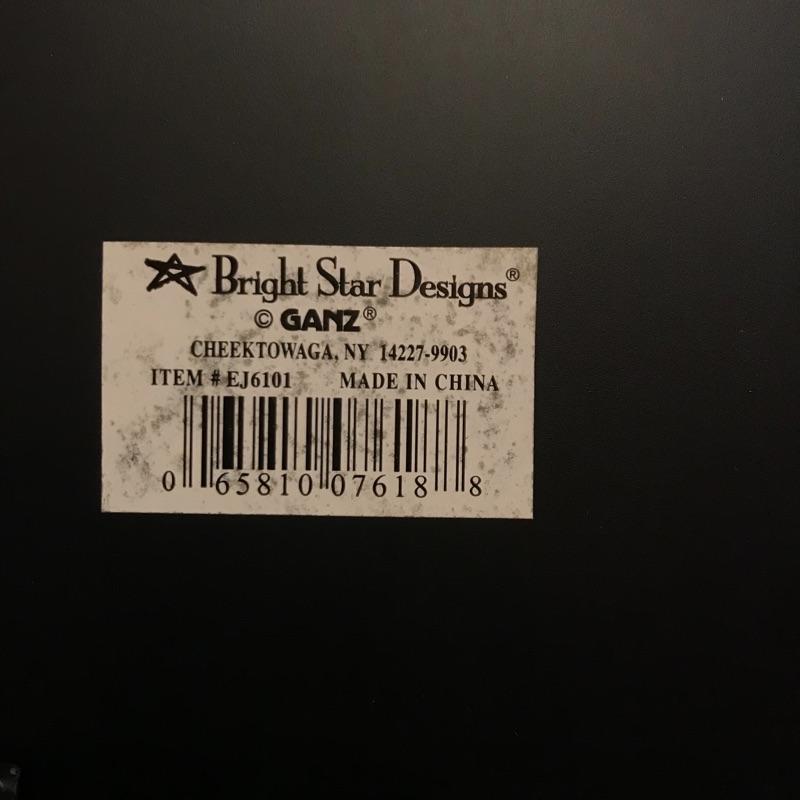 Bright Star Designs®
© GANZ®
CHEEKTOWAGA, NY 14227-9903
ITEM # EJ6101 MADE IN CHINA
0 65810 07618 8